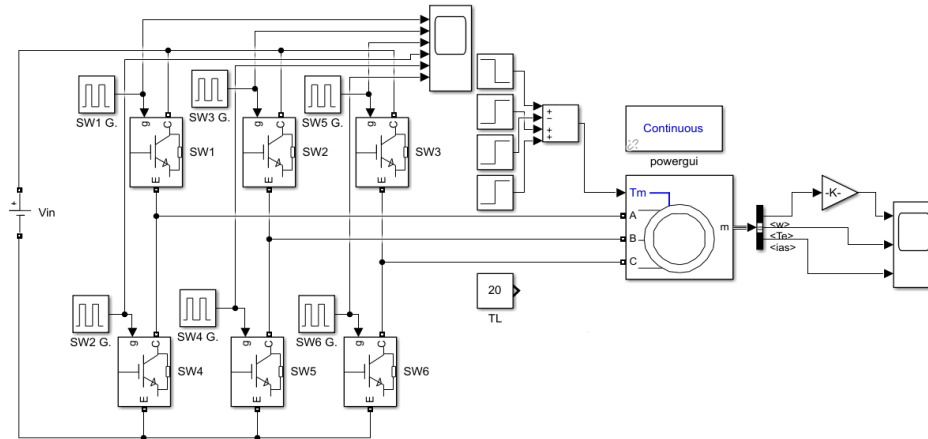 SW1 G.
SW3 G.
SW5 G.
g
C
E
SW1
g
C
E
SW2
g
C
E
SW3
+
Vin
+
−
+
+
Continuous
powergui
Tm
A
B
C
m
<w>
<Te>
<ias>
-K-
20
TL
SW2 G.
SW4 G.
SW6 G.
g
C
E
SW4
g
C
E
SW5
g
C
E
SW6